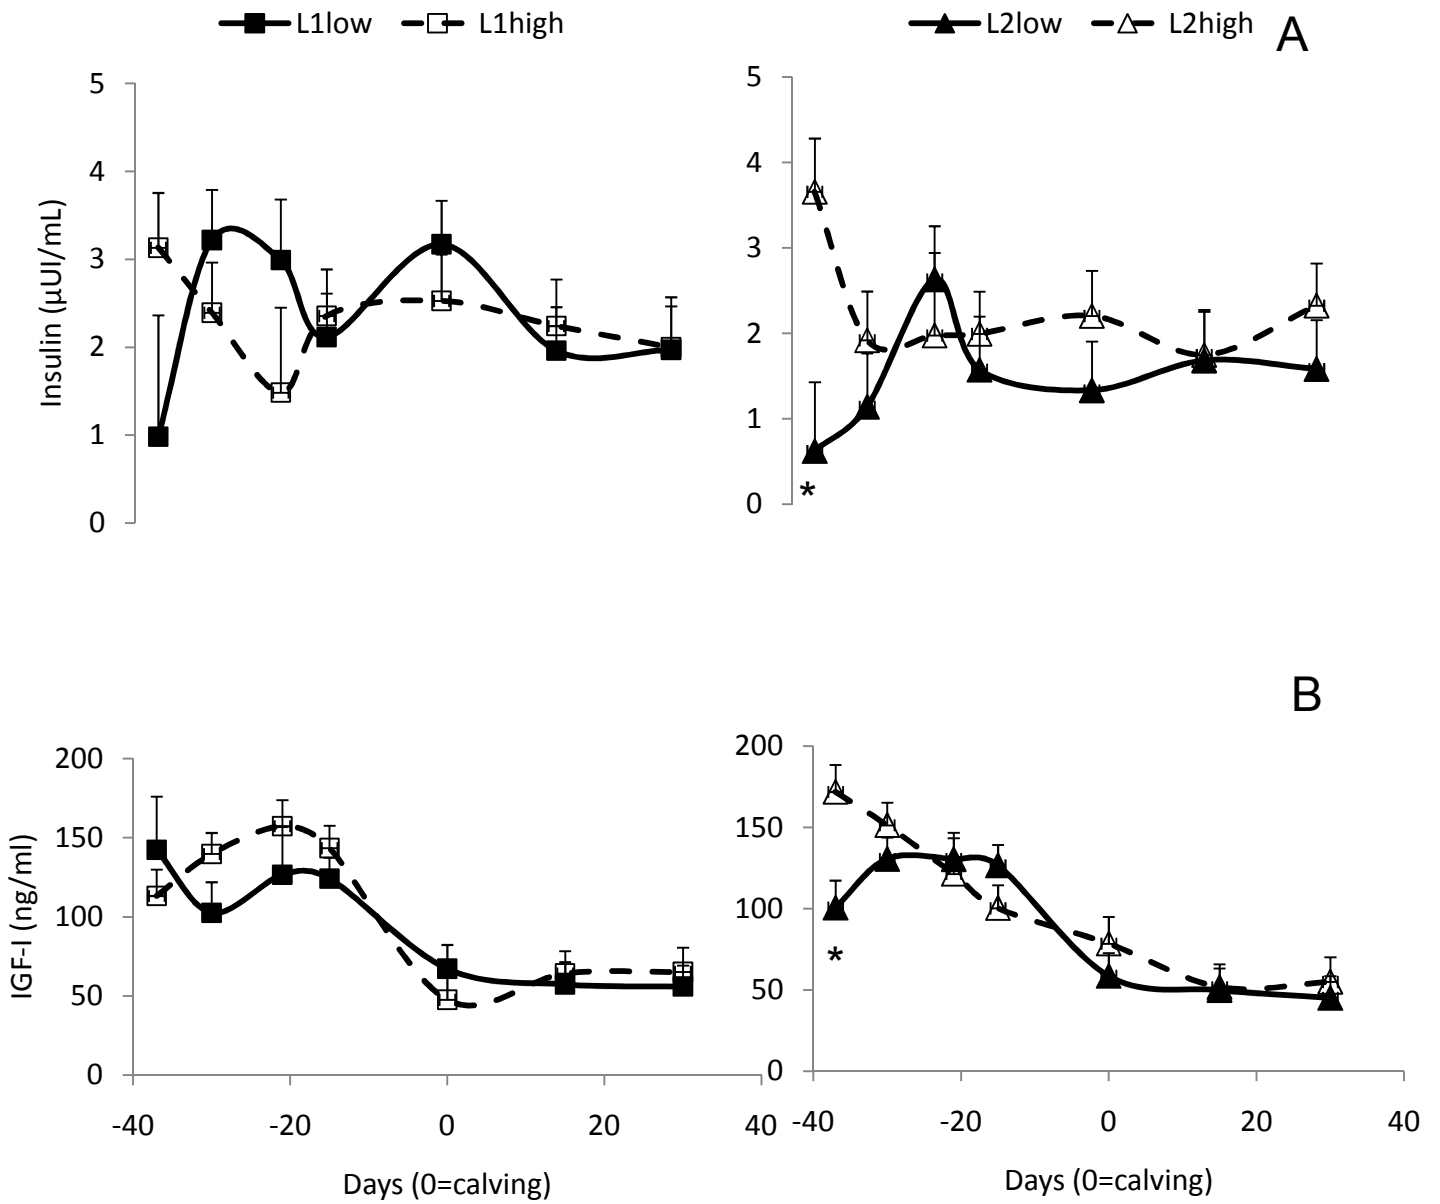 L1low L1high L2low L2high A
5 5
4 4
3 3
2 2
1 1
0 0
Insulin (µUI/mL)
*
B
200 200
150 150
100 100
50 50
0 0
IGF-I (ng/ml)
*
-40 -20 0 20 40 -40 -20 0 20 40
Days (0=calving) Days (0=calving)